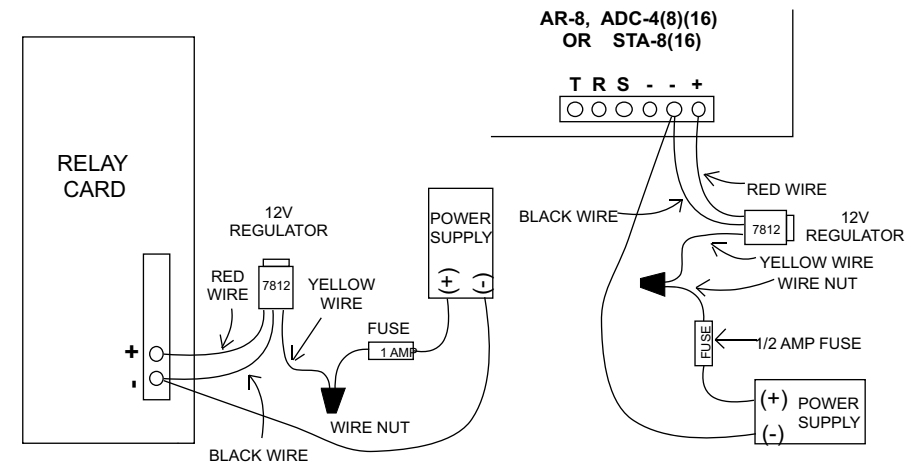 AR-8, ADC-4(8)(16)
OR STA-8(16)
T R S - - +
RELAY
CARD
12V
REGULATOR
7812
RED
WIRE
YELLOW
WIRE
+
-
BLACK WIRE
WIRE NUT
FUSE
1 AMP
POWER
SUPPLY
(+) (-)
BLACK WIRE
RED WIRE
7812
12V
REGULATOR
YELLOW WIRE
WIRE NUT
FUSE
1/2 AMP FUSE
(+)
(-)
POWER
SUPPLY